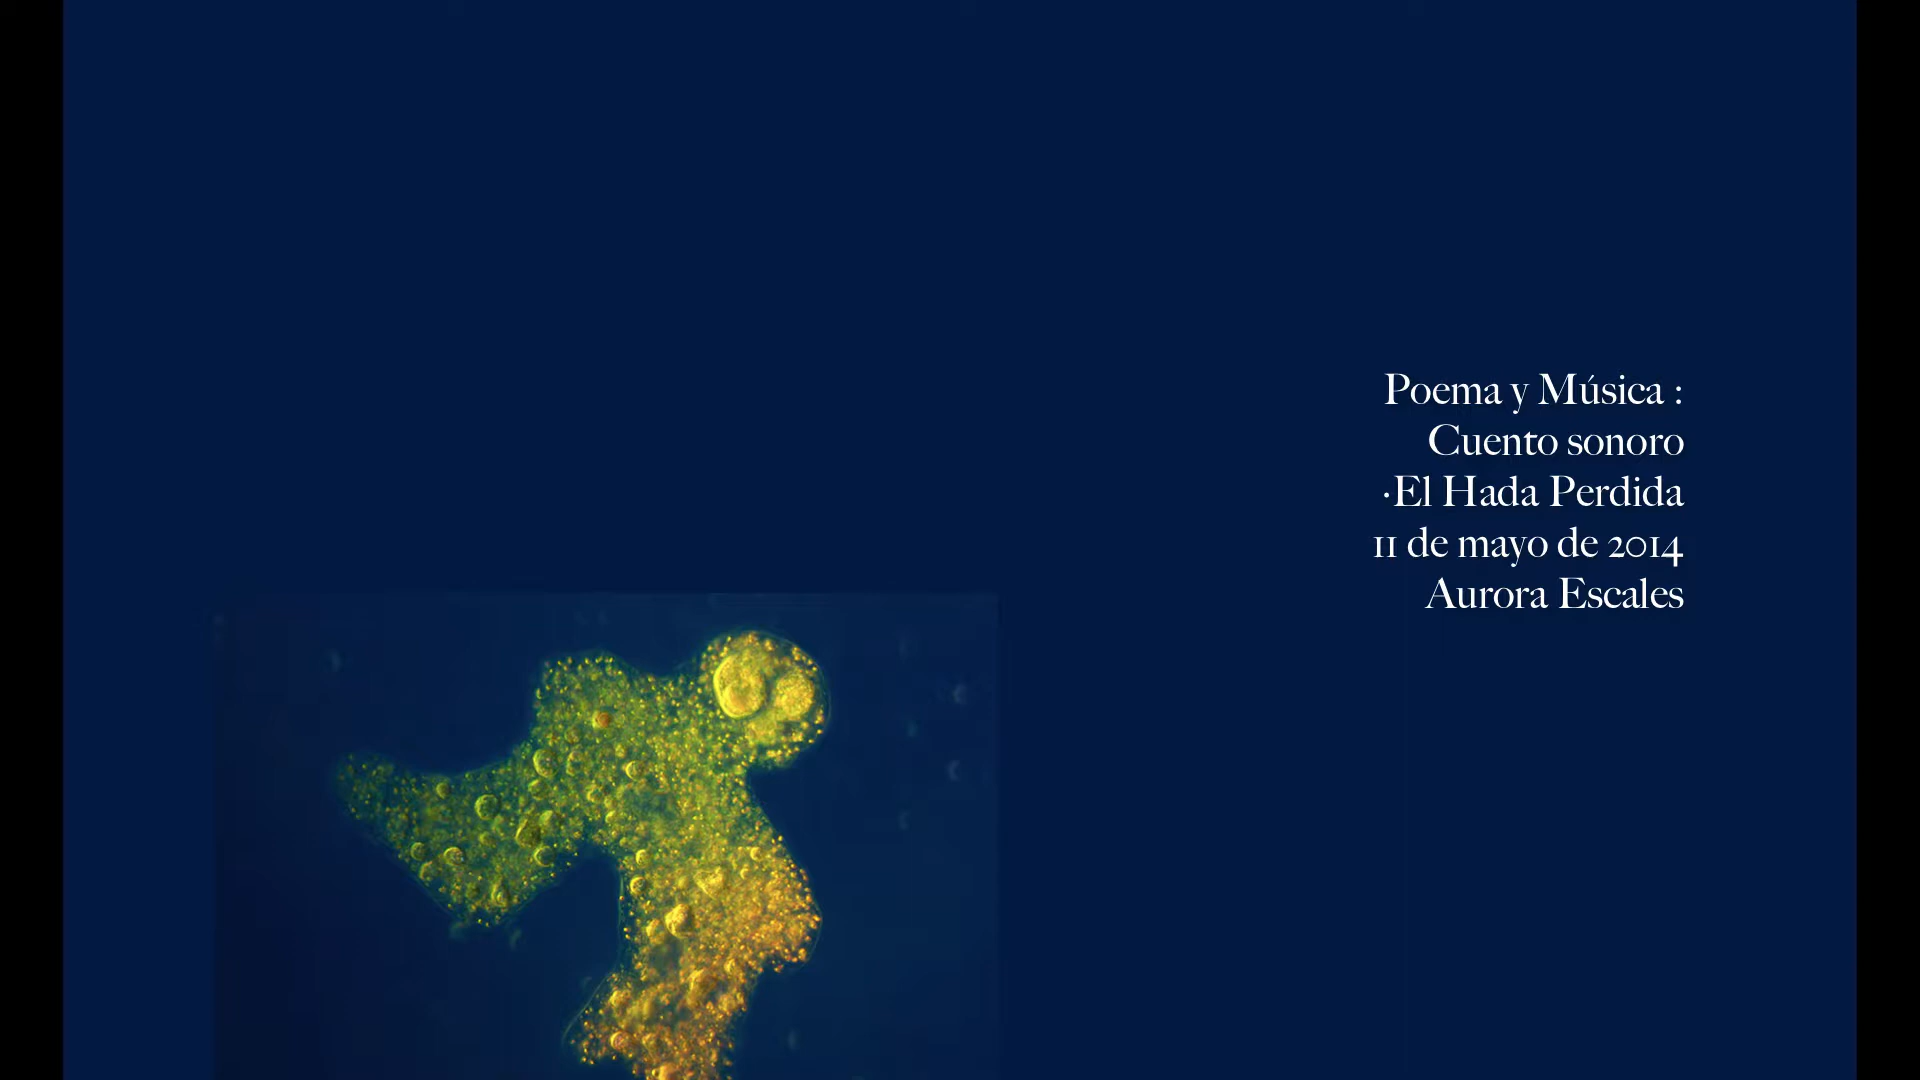 Poema y Música :
Cuento sonoro
·El Hada Perdida
11 de mayo de 2014
Aurora Escales